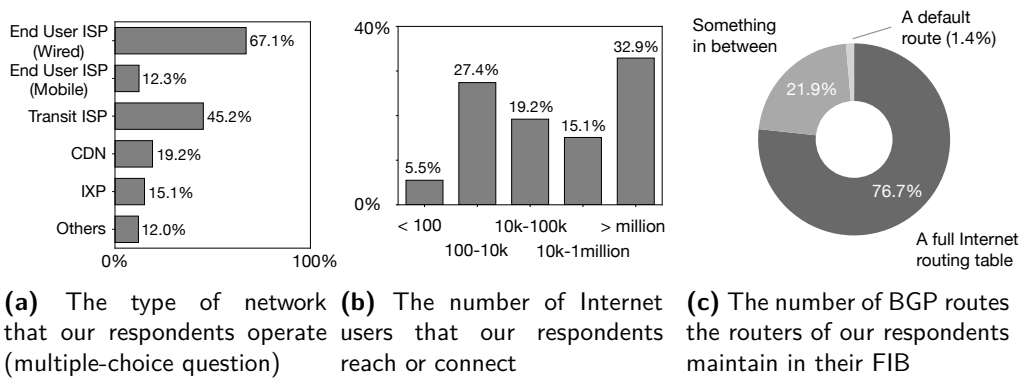 End User ISP
(Wired)
67.1%
End User ISP
(Mobile)
12.3%
Transit ISP
45.2%
CDN
19.2%
IXP
15.1%
Others
12.0%
0%
100%
(a) The type of network
that our respondents operate
(multiple-choice question)
40%
0%
5.5%
27.4%
19.2%
15.1%
32.9%
< 100
100-10k
10k-100k
10k-1million
> million
(b) The number of Internet
users that our respondents
reach or connect
Something
in between
A default
route (1.4%)
21.9%
76.7%
A full Internet
routing table
(c) The number of BGP routes
the routers of our respondents
maintain in their FIB